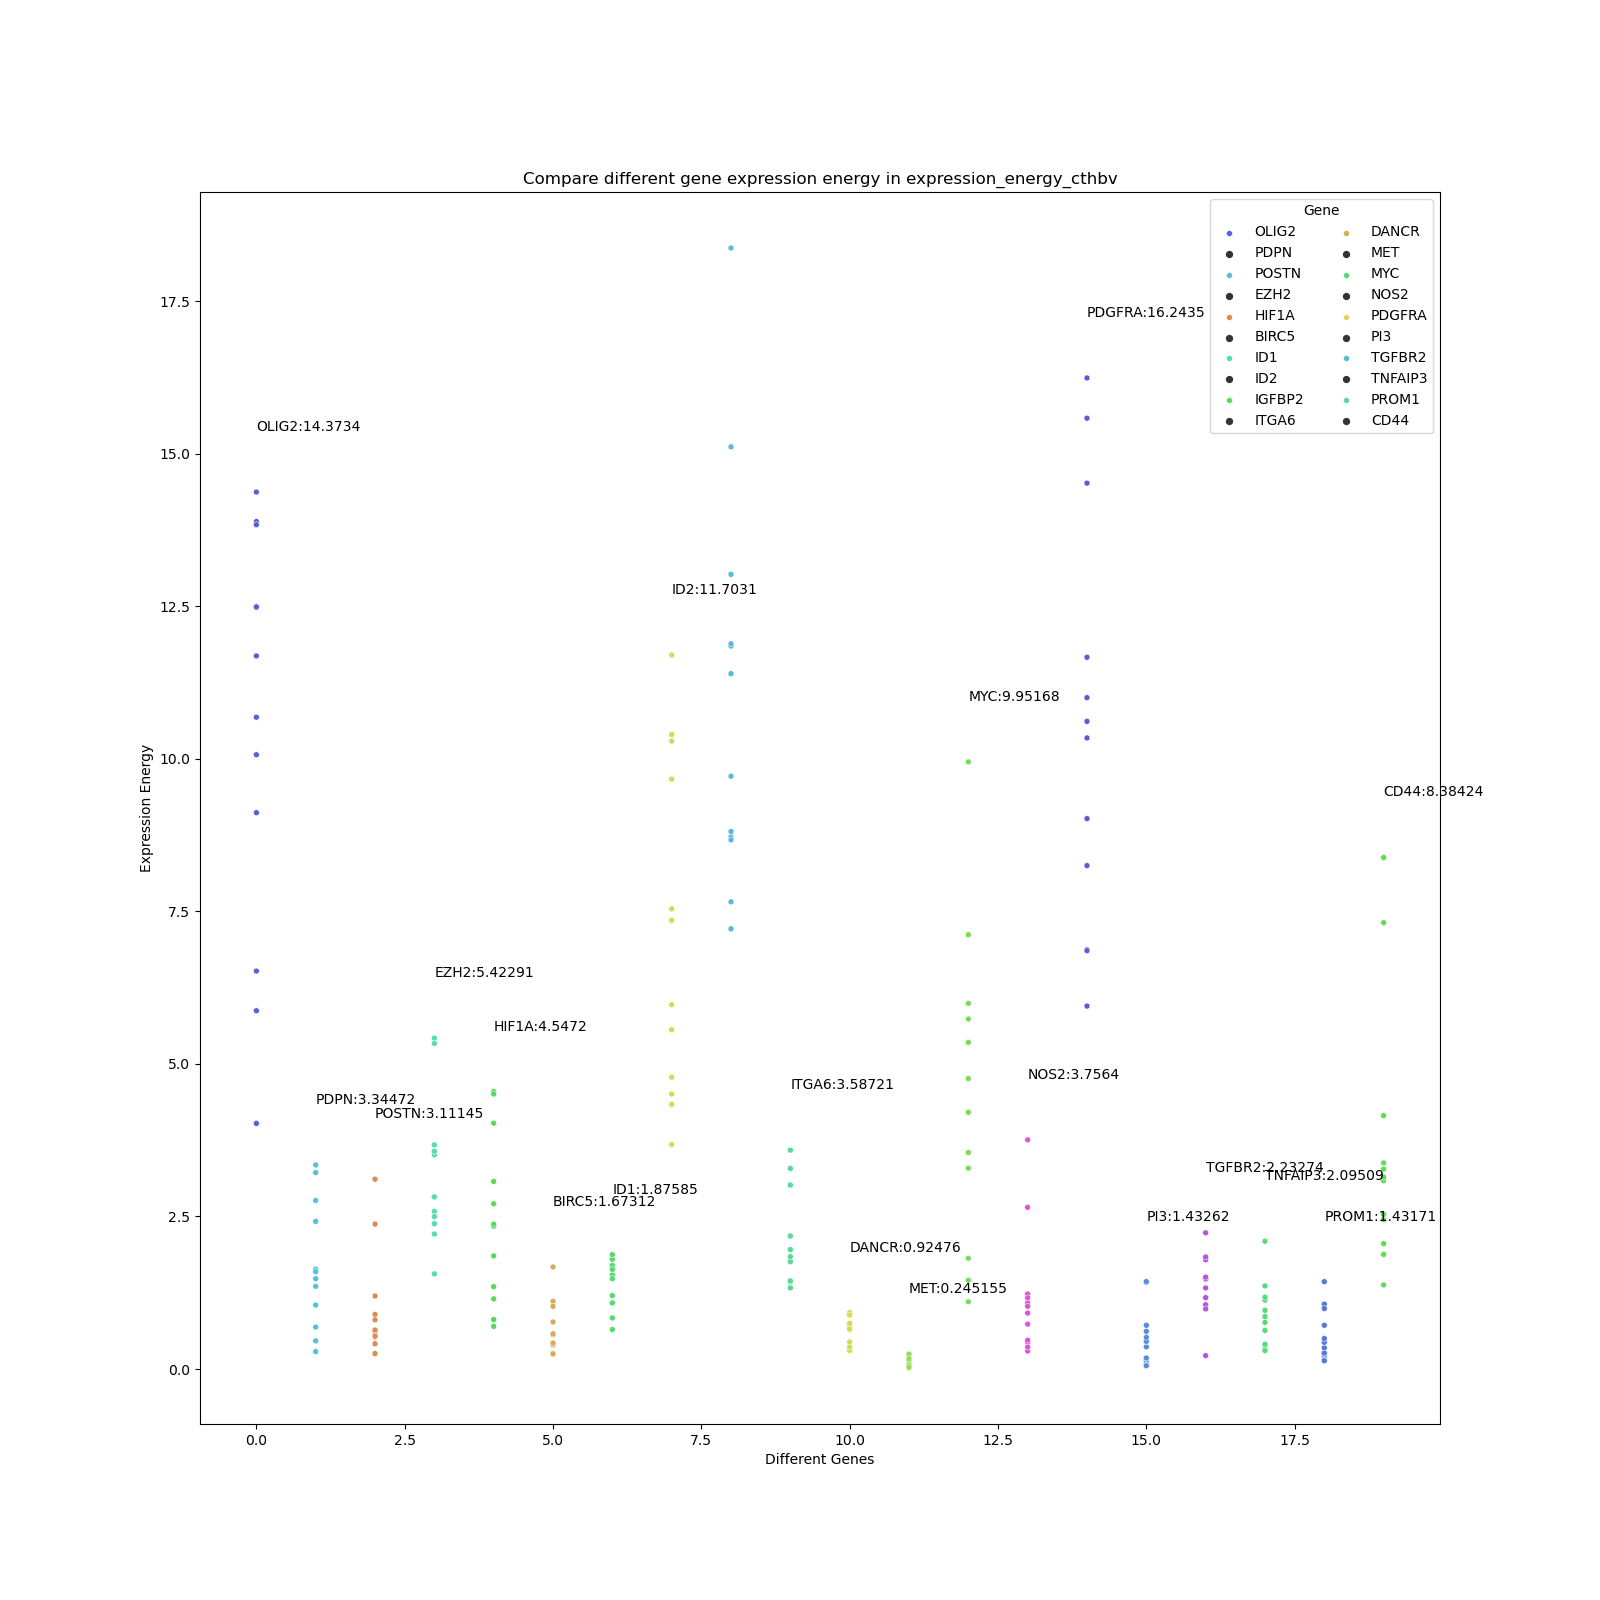 Compare different gene expression energy in expression_energy_cthbv
Gene
OLIG2
PDPN
POSTN
EZH2
HIF1A
BIRC5
ID1
ID2
IGFBP2
ITGA6
DANCR
MET
MYC
NOS2
PDGFRA
PI3
TGFBR2
TNFAIP3
PROM1
CD44
PDGFRA:16.2435
OLIG2:14.3734
ID2:11.7031
MYC:9.95168
CD44:8.38424
EZH2:5.42291
HIF1A:4.5472
ITGA6:3.58721
NOS2:3.7564
PDPN:3.34472
POSTN:3.11145
TGFBR2:2.23274
TNFAIP3:2.09509
ID1:1.87585
BIRC5:1.67312
PI3:1.43262
PROM1:1.43171
DANCR:0.92476
MET:0.245155
Expression Energy
17.5
15.0
12.5
10.0
7.5
5.0
2.5
0.0
0.0 2.5 5.0 7.5 10.0 12.5 15.0 17.5
Different Genes